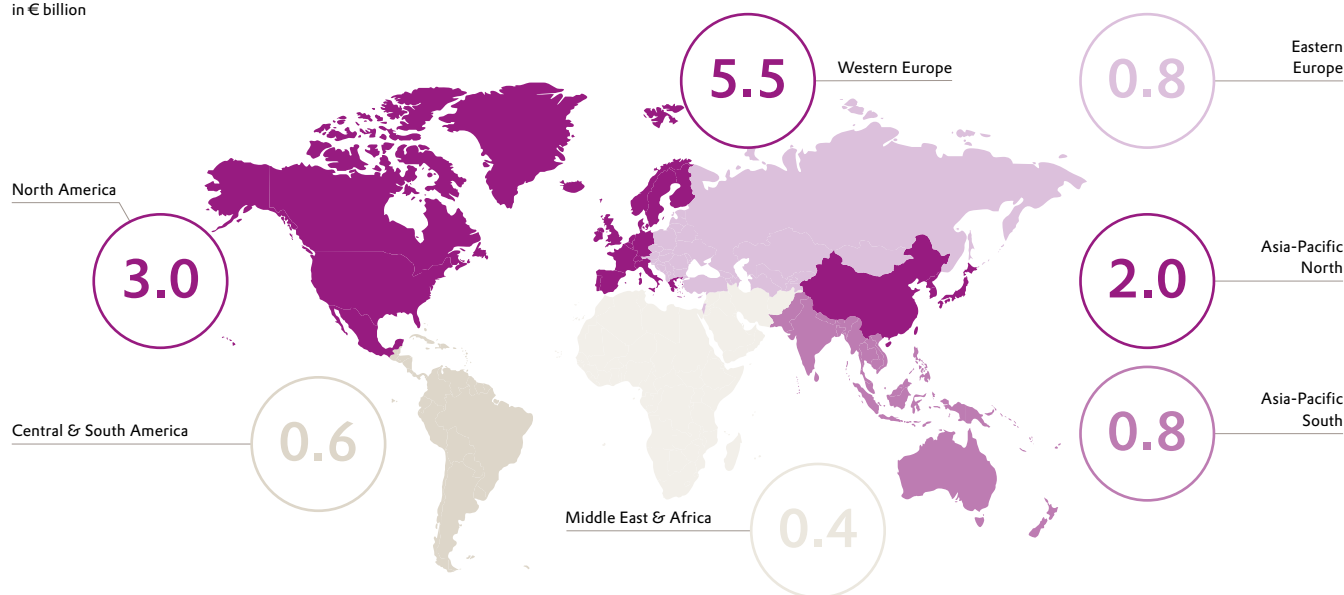 in € billion
5.5
Western Europe
0.8
Eastern
Europe
North America
3.0
2.0
Asia-Pacific
North
Central & South America
0.6
0.8
Asia-Pacific
South
Middle East & Africa
0.4